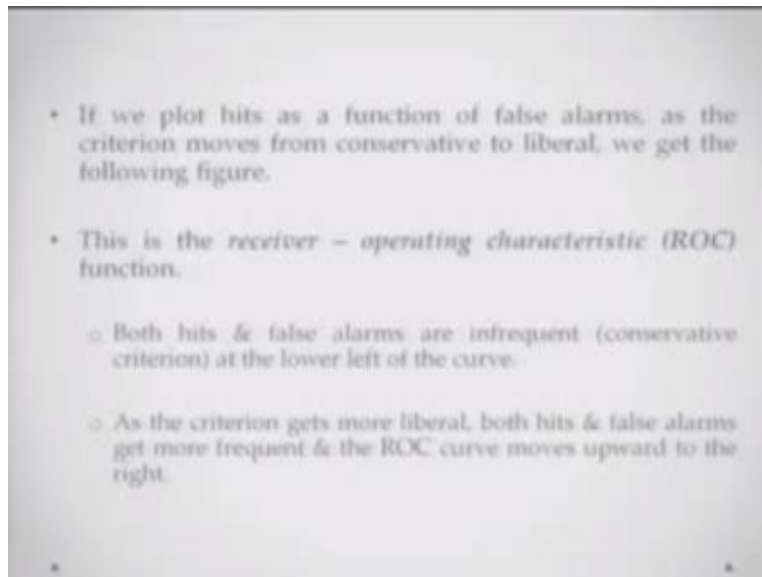 • If we plot hits as a function of false alarms, as the
criterion moves from conservative to liberal, we get the
following figure.
• This is the receiver – operating characteristic (ROC)
function.
o Both hits & false alarms are infrequent (conservative
criterion) at the lower left of the curve.
o As the criterion gets more liberal, both hits & false alarms
get more frequent & the ROC curve moves upward to the
right.